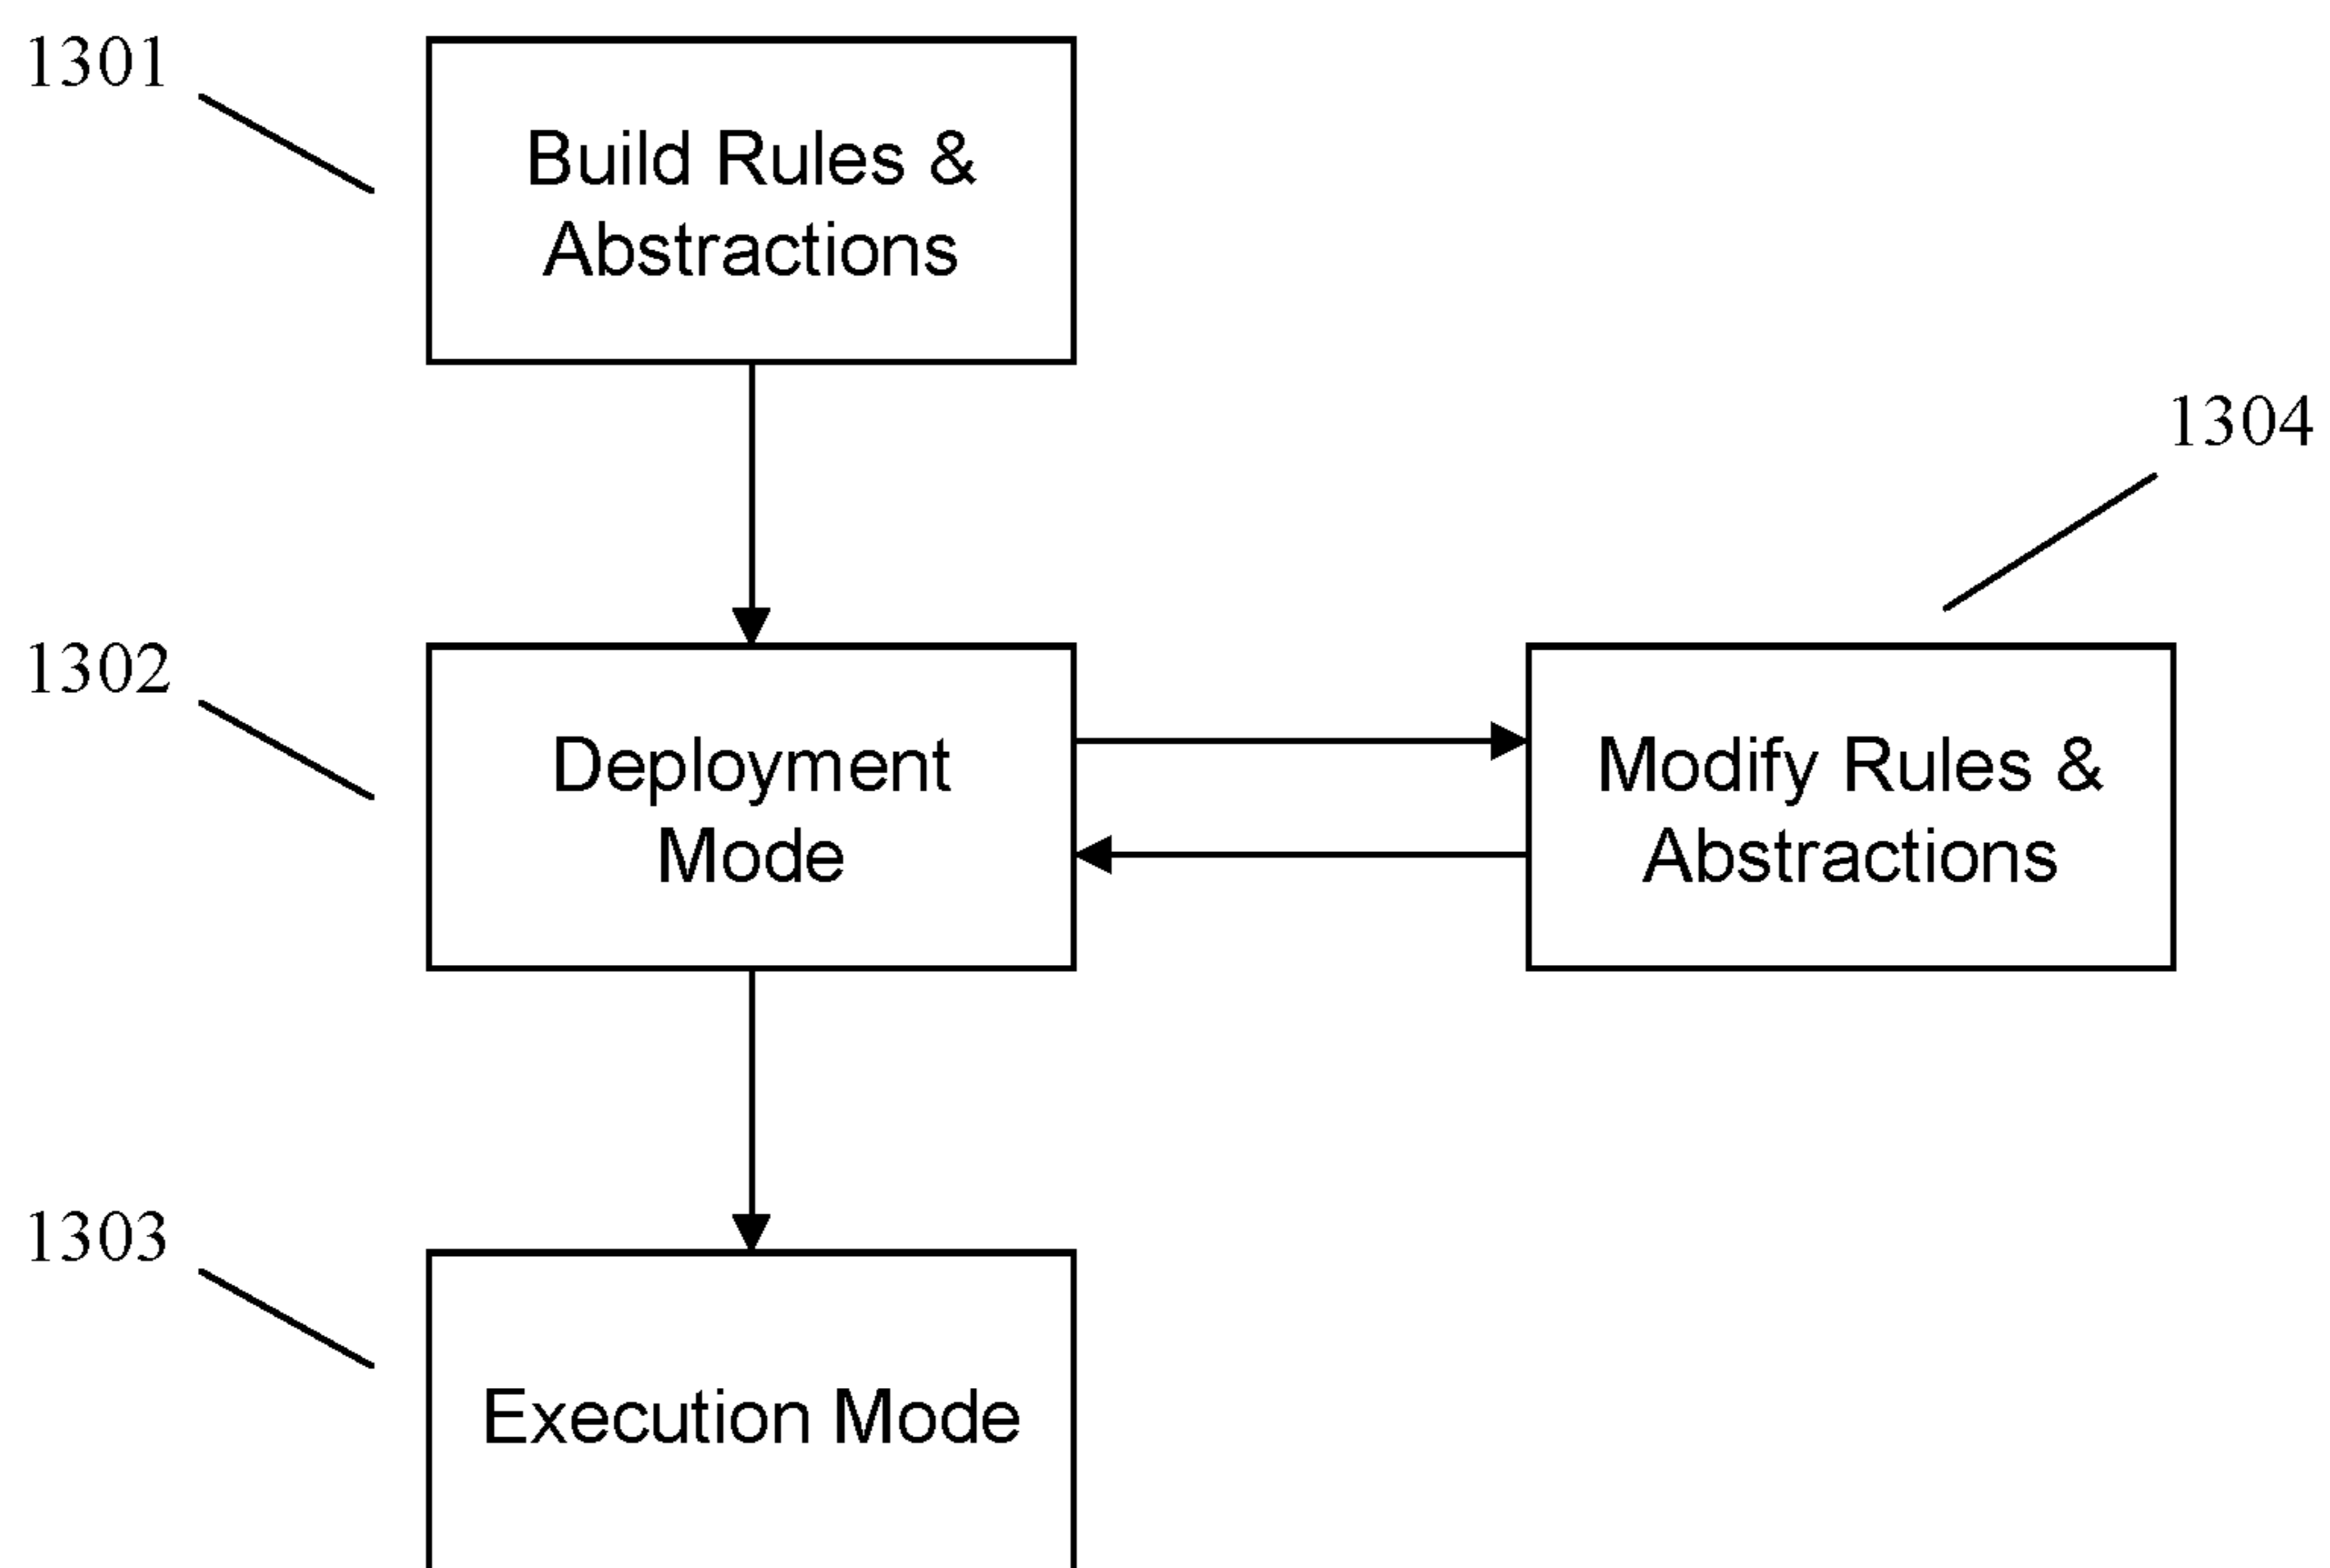 1301
Build Rules &
Abstractions
1304
1302
Deployment
Mode
Modify Rules &
Abstractions
1303
Execution Mode